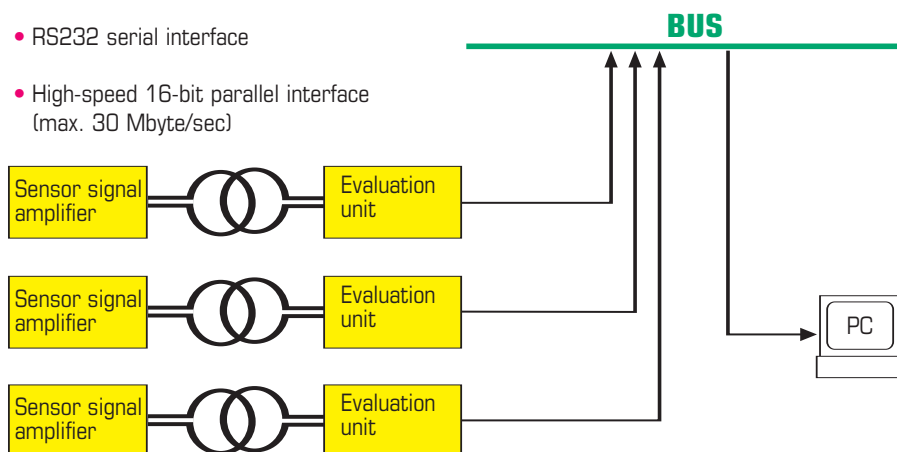 • RS232 serial interface
• High-speed 16-bit parallel interface
(max. 30 Mbyte/sec)
BUS
Sensor signal
amplifier
Evaluation
unit
Sensor signal
amplifier
Evaluation
unit
PC
Sensor signal
amplifier
Evaluation
unit